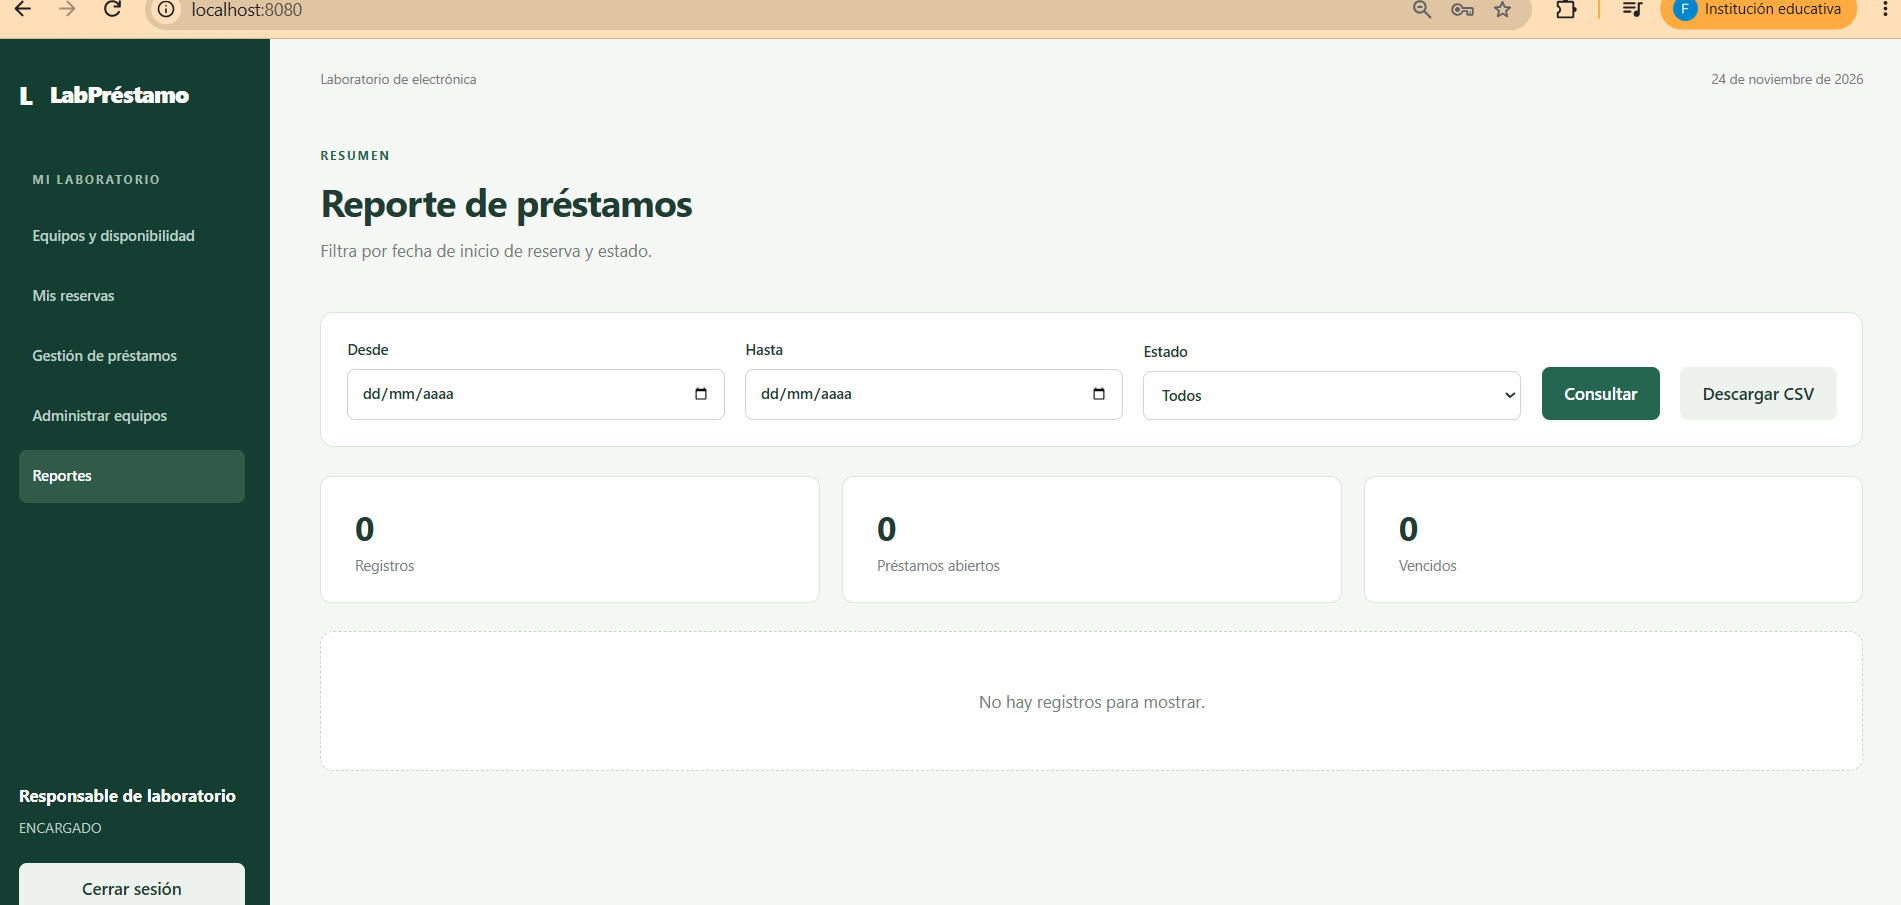 localhost:8080
F Institución educativa
L LabPréstamo
MI LABORATORIO
Equipos y disponibilidad
Mis reservas
Gestión de préstamos
Administrar equipos
Reportes
Responsable de laboratorio
ENCARGADO
Cerrar sesión
Laboratorio de electrónica
24 de noviembre de 2026
RESUMEN
Reporte de préstamos
Filtra por fecha de inicio de reserva y estado.
Desde
dd/mm/aaaa
Hasta
dd/mm/aaaa
Estado
Todos
Consultar
Descargar CSV
0
Registros
0
Préstamos abiertos
0
Vencidos
No hay registros para mostrar.